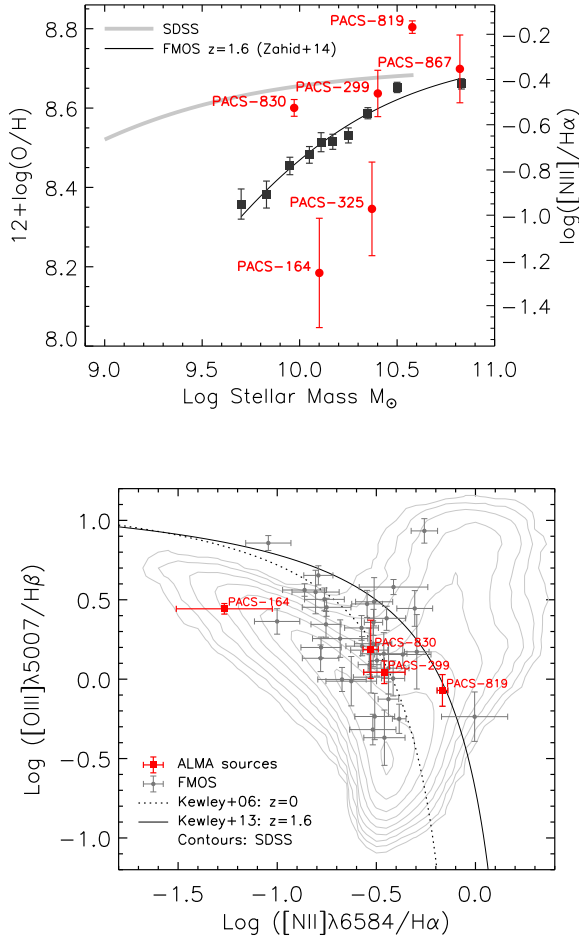 SDSS
FMOS z=1.6 (Zahid+14)
PACS-819
PACS-867
PACS-299
PACS-830
PACS-325
PACS-164
8.8
8.6
8.4
8.2
8.0
12+log(O/H)
−0.2
−0.4
−0.6
−0.8
−1.0
−1.2
−1.4
log([NII]/Hα)
9.0 9.5 10.0 10.5 11.0
Log Stellar Mass M⊙
1.0
0.5
0.0
−0.5
−1.0
Log ([OIII]λ5007/Hβ)
PACS-164
PACS-830
PACS-299
PACS-819
ALMA sources
FMOS
Kewley+06: z=0
Kewley+13: z=1.6
Contours: SDSS
−1.5 −1.0 −0.5 0.0
Log ([NII]λ6584/Hα)